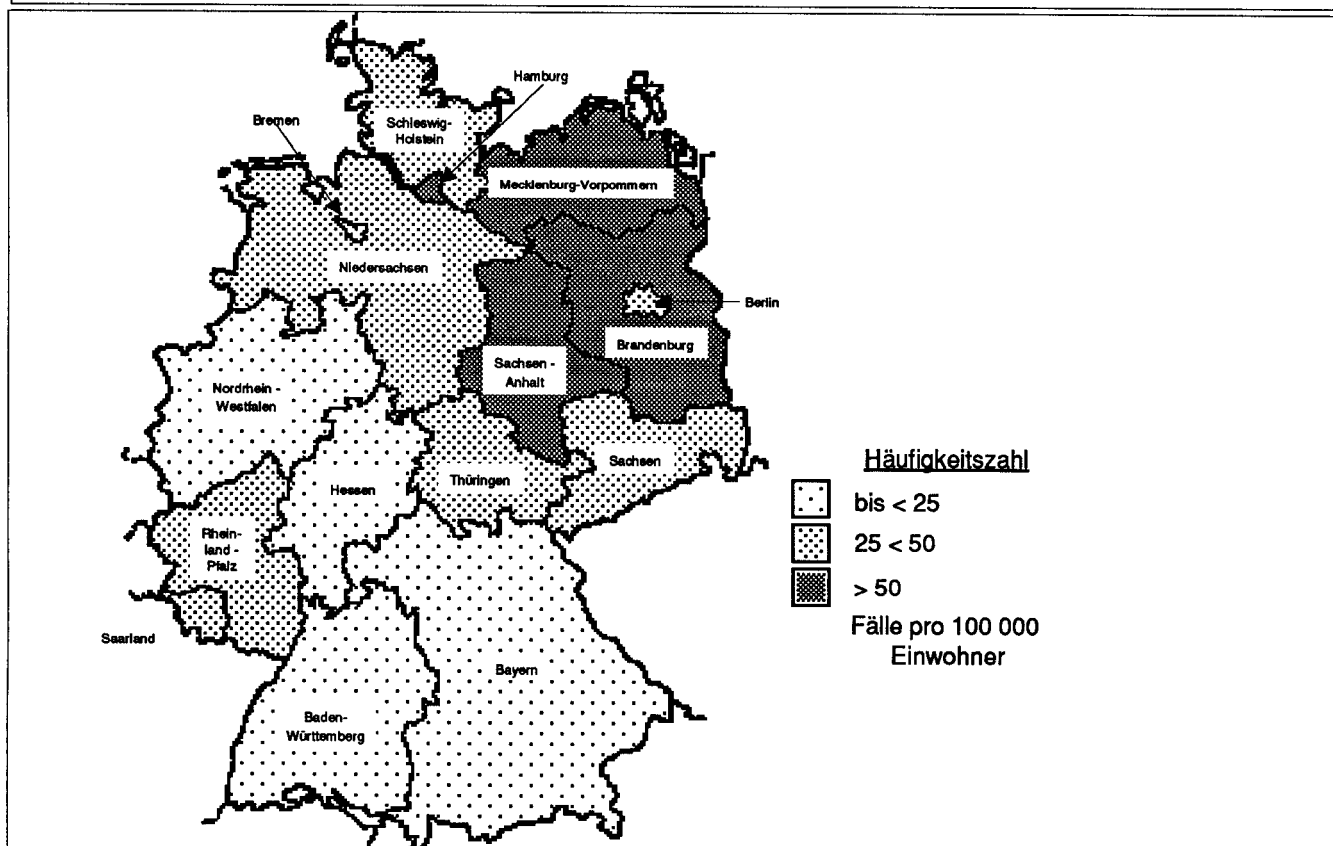 Hamburg
Bremen
Schleswig-
Holstein
Mecklenburg-Vorpommern
Niedersachsen
Berlin
Brandenburg
Sachsen -
Anhalt
Nordrhein -
Westfalen
Sachsen
Thüringen
Hessen
Rhein-
land -
Pfalz
Saarland
Bayern
Baden-
Württemberg
Häufigkeitszahl
bis < 25
25 < 50
> 50
Fälle pro 100 000
Einwohner